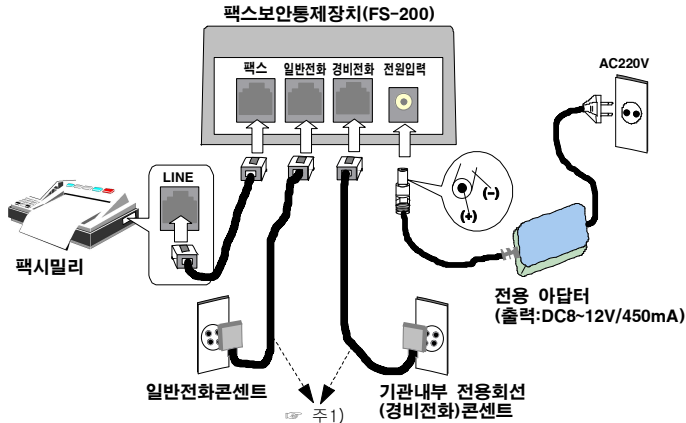 팩스보안통제장치(FS-200)
팩스 일반전화 경비전화 전원입력
AC220V
LINE
(-)
(+)
팩시밀리
전용 아답터
(출력:DC8~12V/450mA)
일반전화콘센트
기관내부 전용회선
(경비전화)콘센트
☞ 주1)